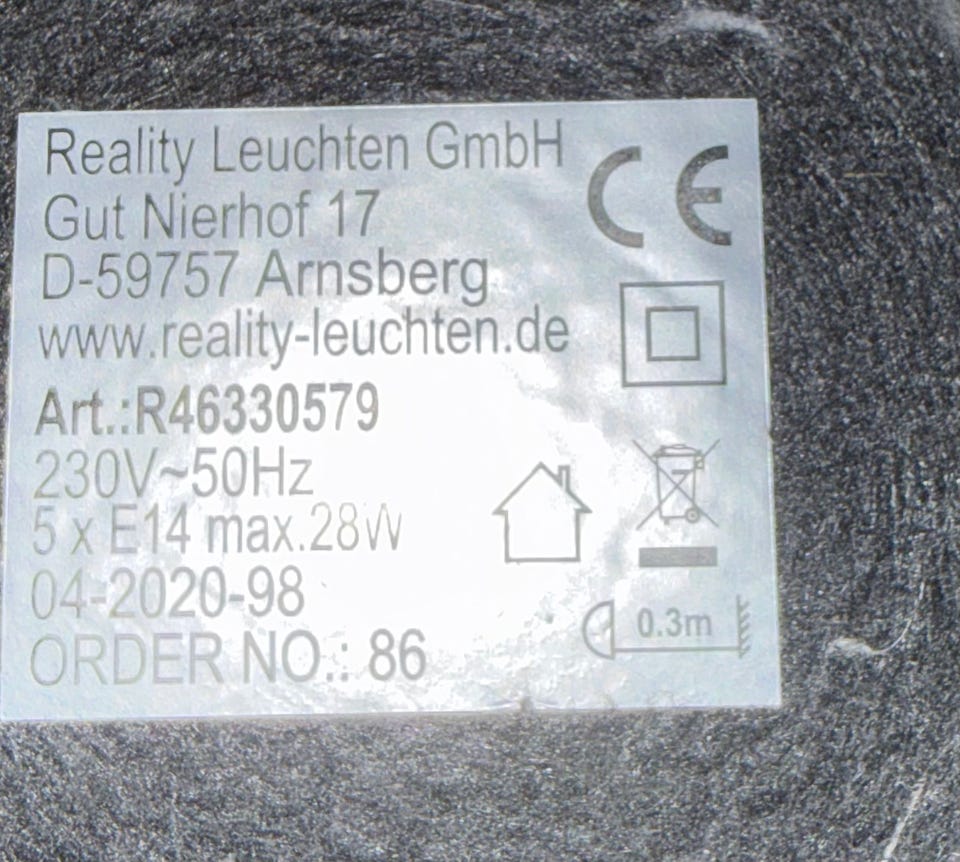 Reality Leuchten GmbH
CE
Gut Nierhof 17
D-59757 Arnsberg
www.reality-leuchten.de
Art.:R46330579
230V~50Hz
5 x E14 max.28W
04-2020-98
0.3m
ORDER NO.: 86